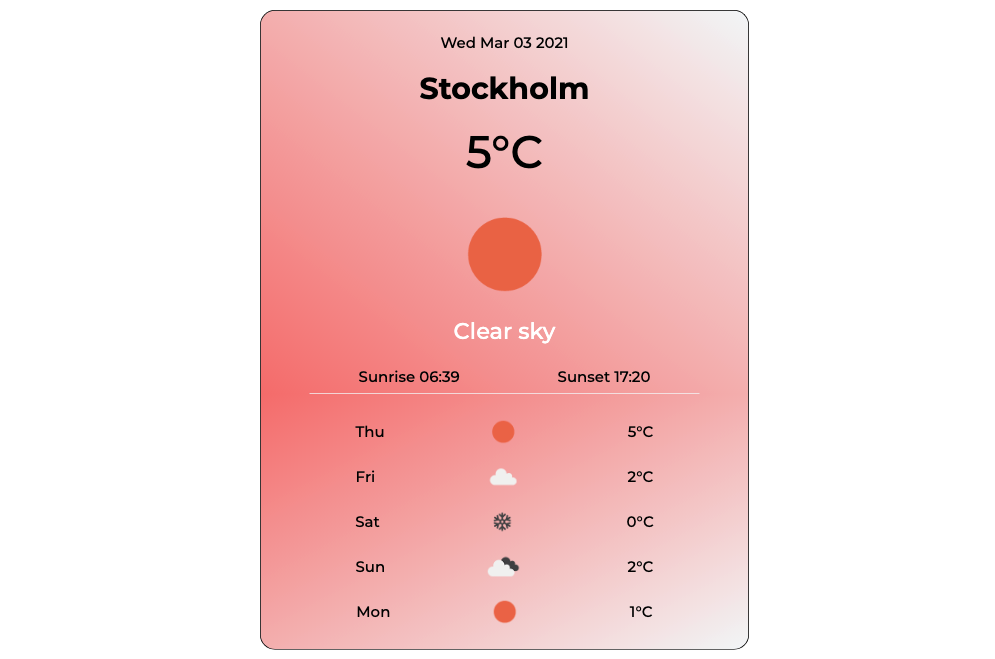 Wed Mar 03 2021
Stockholm
5°C
Clear sky
Sunrise 06:39 Sunset 17:20
Thu 5°C
Fri 2°C
Sat 0°C
Sun 2°C
Mon 1°C